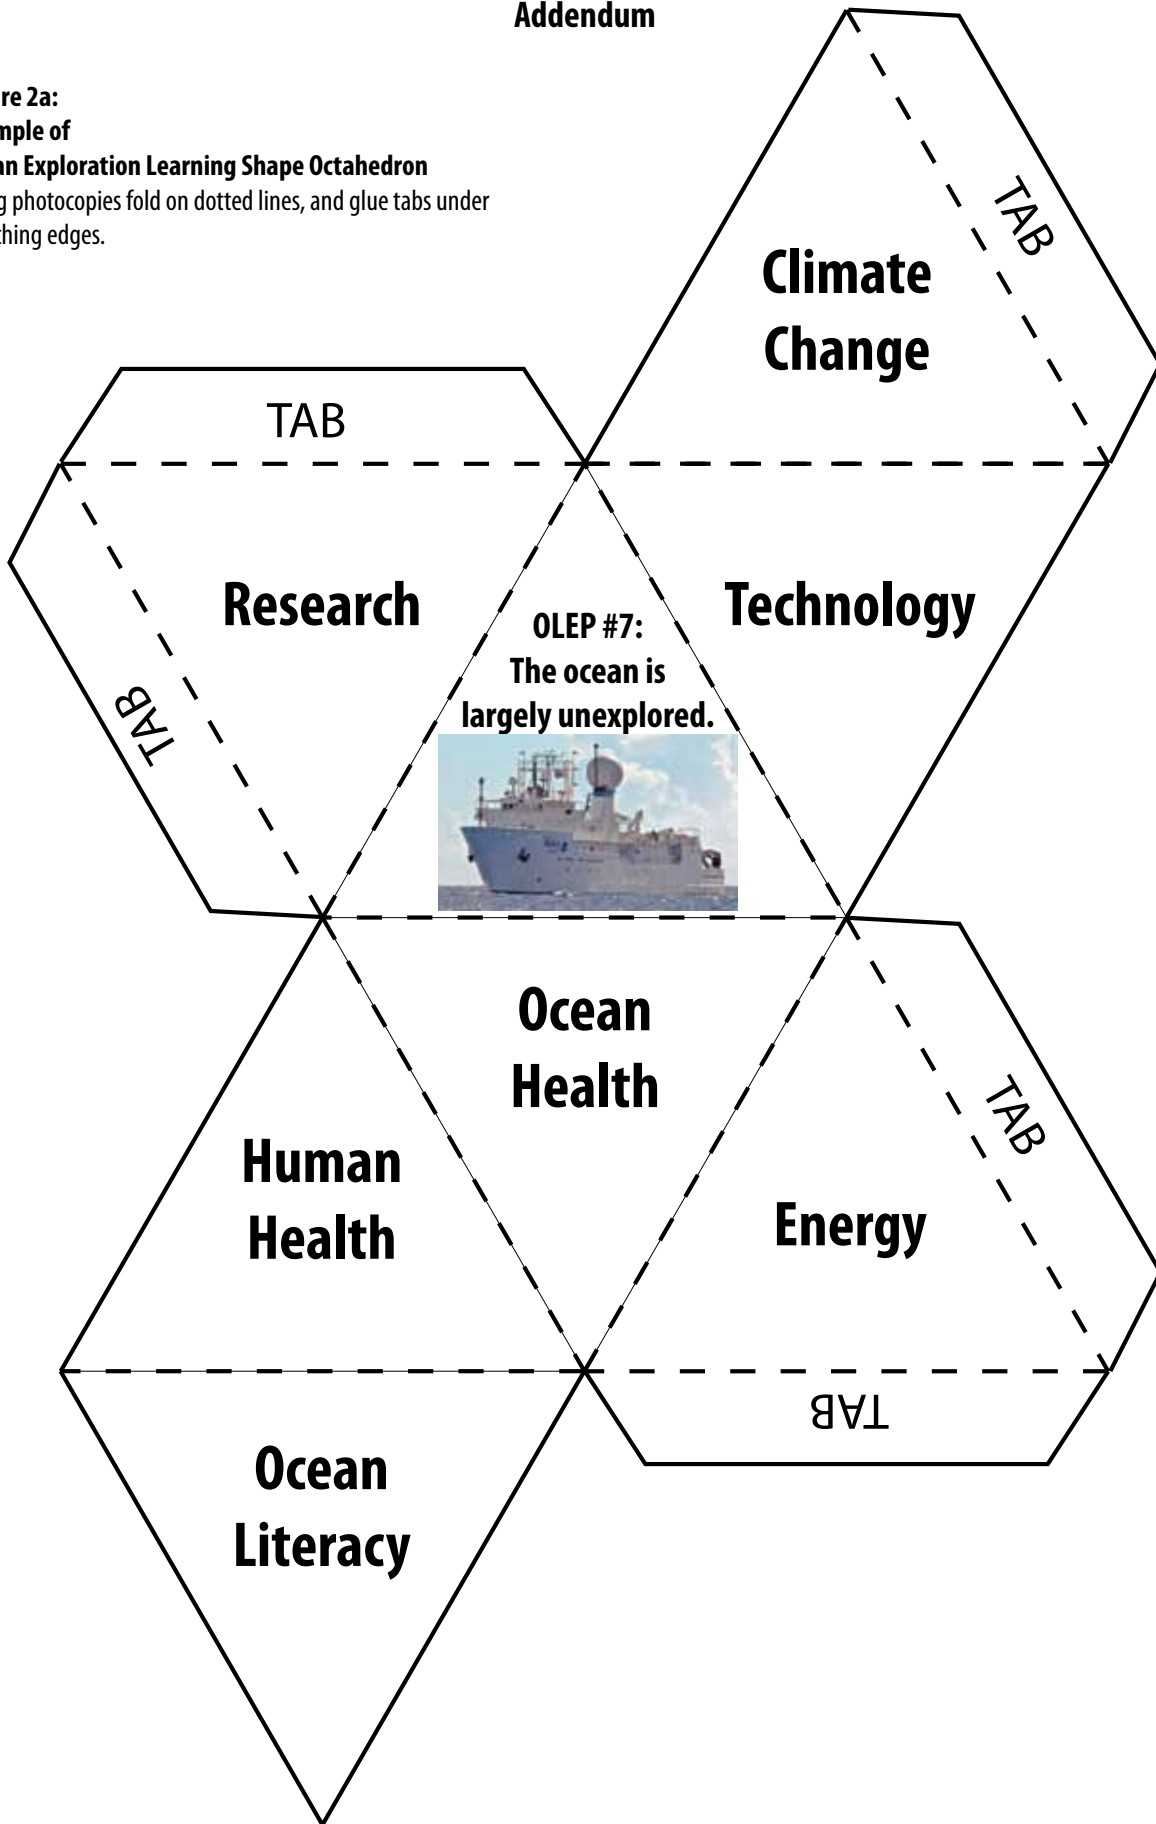 Addendum
re 2a:
mple of
an Exploration Learning Shape Octahedron
g photocopies fold on dotted lines, and glue tabs under
hing edges.
TAB
Climate
Change
TAB
Research
Technology
OLEP #7:
The ocean is
largely unexplored.
TAB
Ocean
Health
TAB
Human
Health
Energy
TAB
Ocean
Literacy